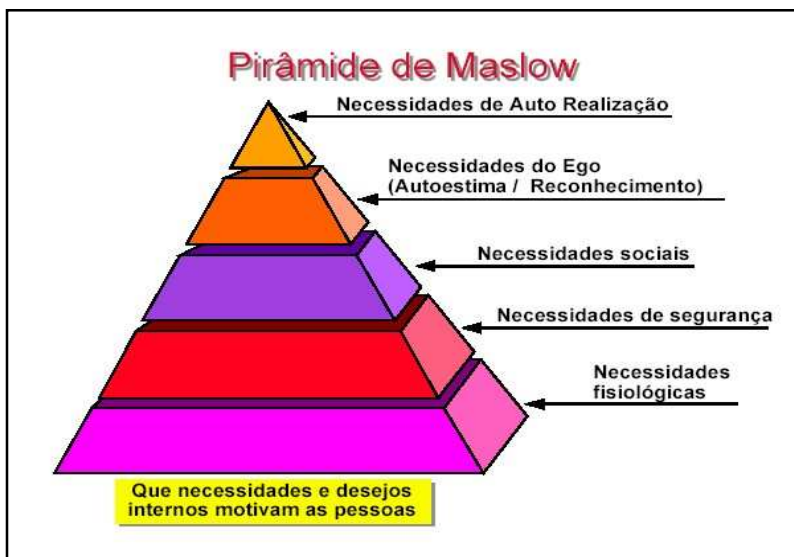 Pirâmide de Maslow
Necessidades de Auto Realização
Necessidades do Ego
(Autoestima / Reconhecimento)
Necessidades sociais
Necessidades de segurança
Necessidades
fisiológicas
Que necessidades e desejos
internos motivam as pessoas